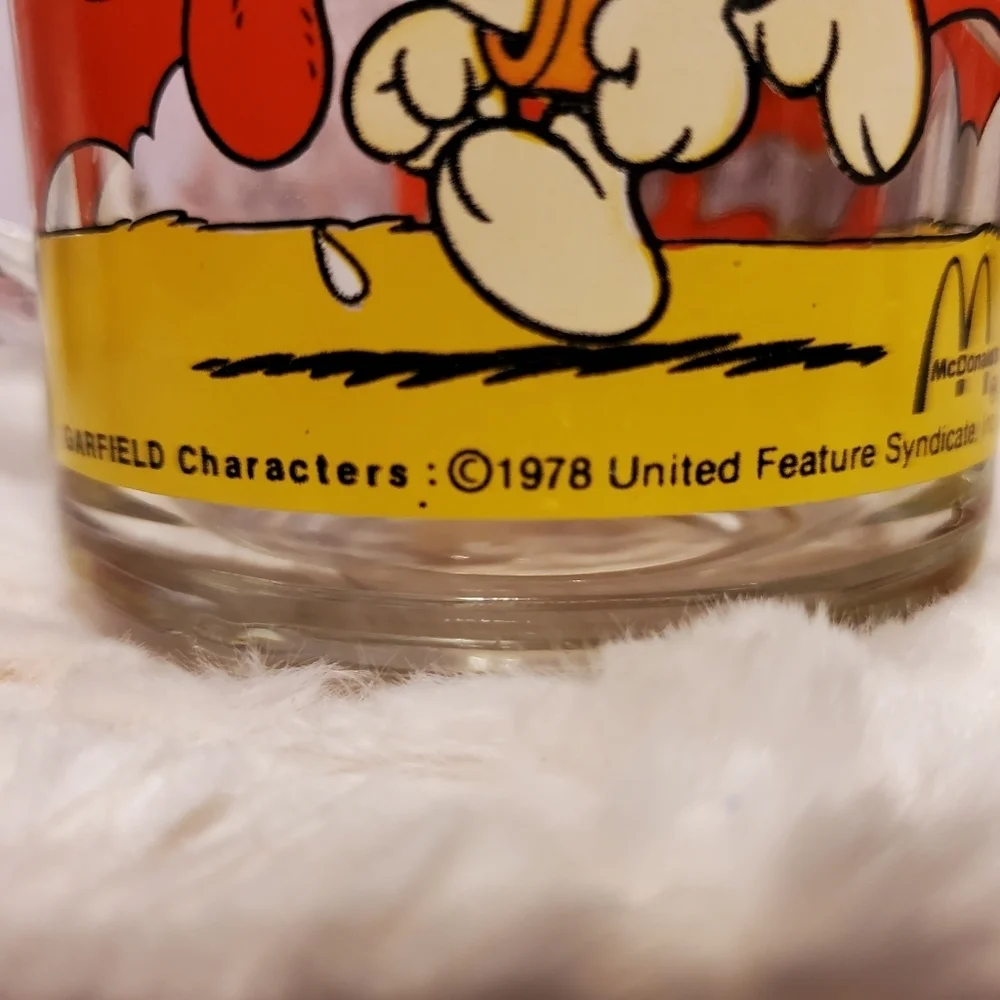 McDonald
GARFIELD Characters : ©1978 United Feature Syndicate,